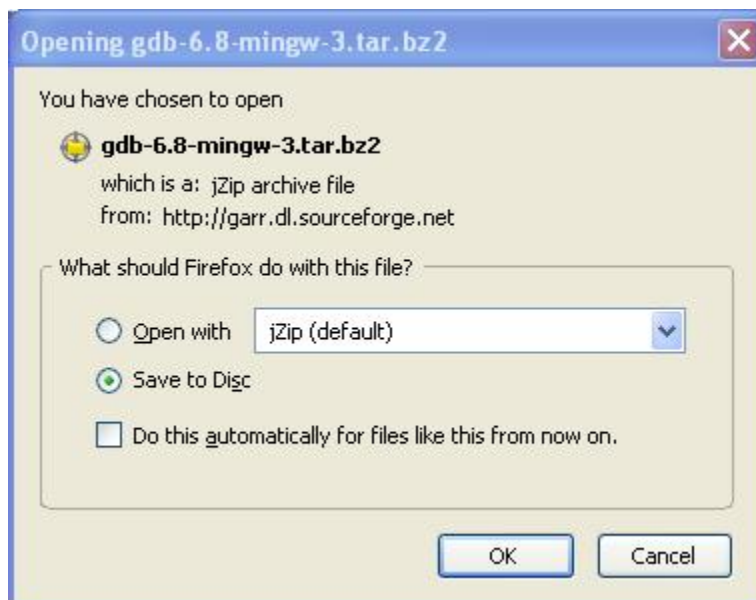 Opening gdb-6.8-mingw-3.tar.bz2
You have chosen to open
gdb-6.8-mingw-3.tar.bz2
which is a: jZip archive file
from: http://garr.dl.sourceforge.net
What should Firefox do with this file?
Open with jZip (default)
Save to Disc
Do this automatically for files like this from now on.
OK Cancel